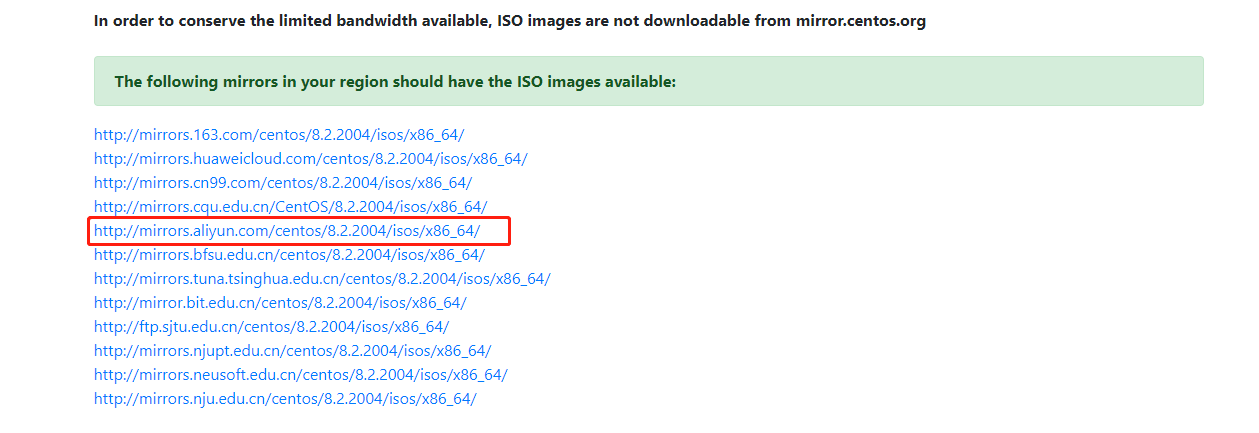 In order to conserve the limited bandwidth available, ISO images are not downloadable from mirror.centos.org
The following mirrors in your region should have the ISO images available:
http://mirrors.163.com/centos/8.2.2004/isos/x86_64/
http://mirrors.huaweicloud.com/centos/8.2.2004/isos/x86_64/
http://mirrors.cn99.com/centos/8.2.2004/isos/x86_64/
http://mirrors.cqu.edu.cn/CentOS/8.2.2004/isos/x86_64/
http://mirrors.aliyun.com/centos/8.2.2004/isos/x86_64/
http://mirrors.bfsu.edu.cn/centos/8.2.2004/isos/x86_64/
http://mirrors.tuna.tsinghua.edu.cn/centos/8.2.2004/isos/x86_64/
http://mirror.bit.edu.cn/centos/8.2.2004/isos/x86_64/
http://ftp.sjtu.edu.cn/centos/8.2.2004/isos/x86_64/
http://mirrors.njupt.edu.cn/centos/8.2.2004/isos/x86_64/
http://mirrors.neusoft.edu.cn/centos/8.2.2004/isos/x86_64/
http://mirrors.nju.edu.cn/centos/8.2.2004/isos/x86_64/